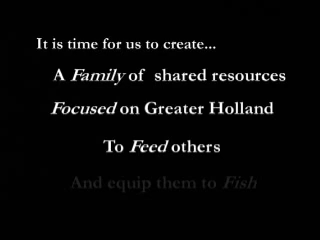 It is time for us to create...
A Family of shared resources
Focused on Greater Holland
To Feed others
And equip them to Fish